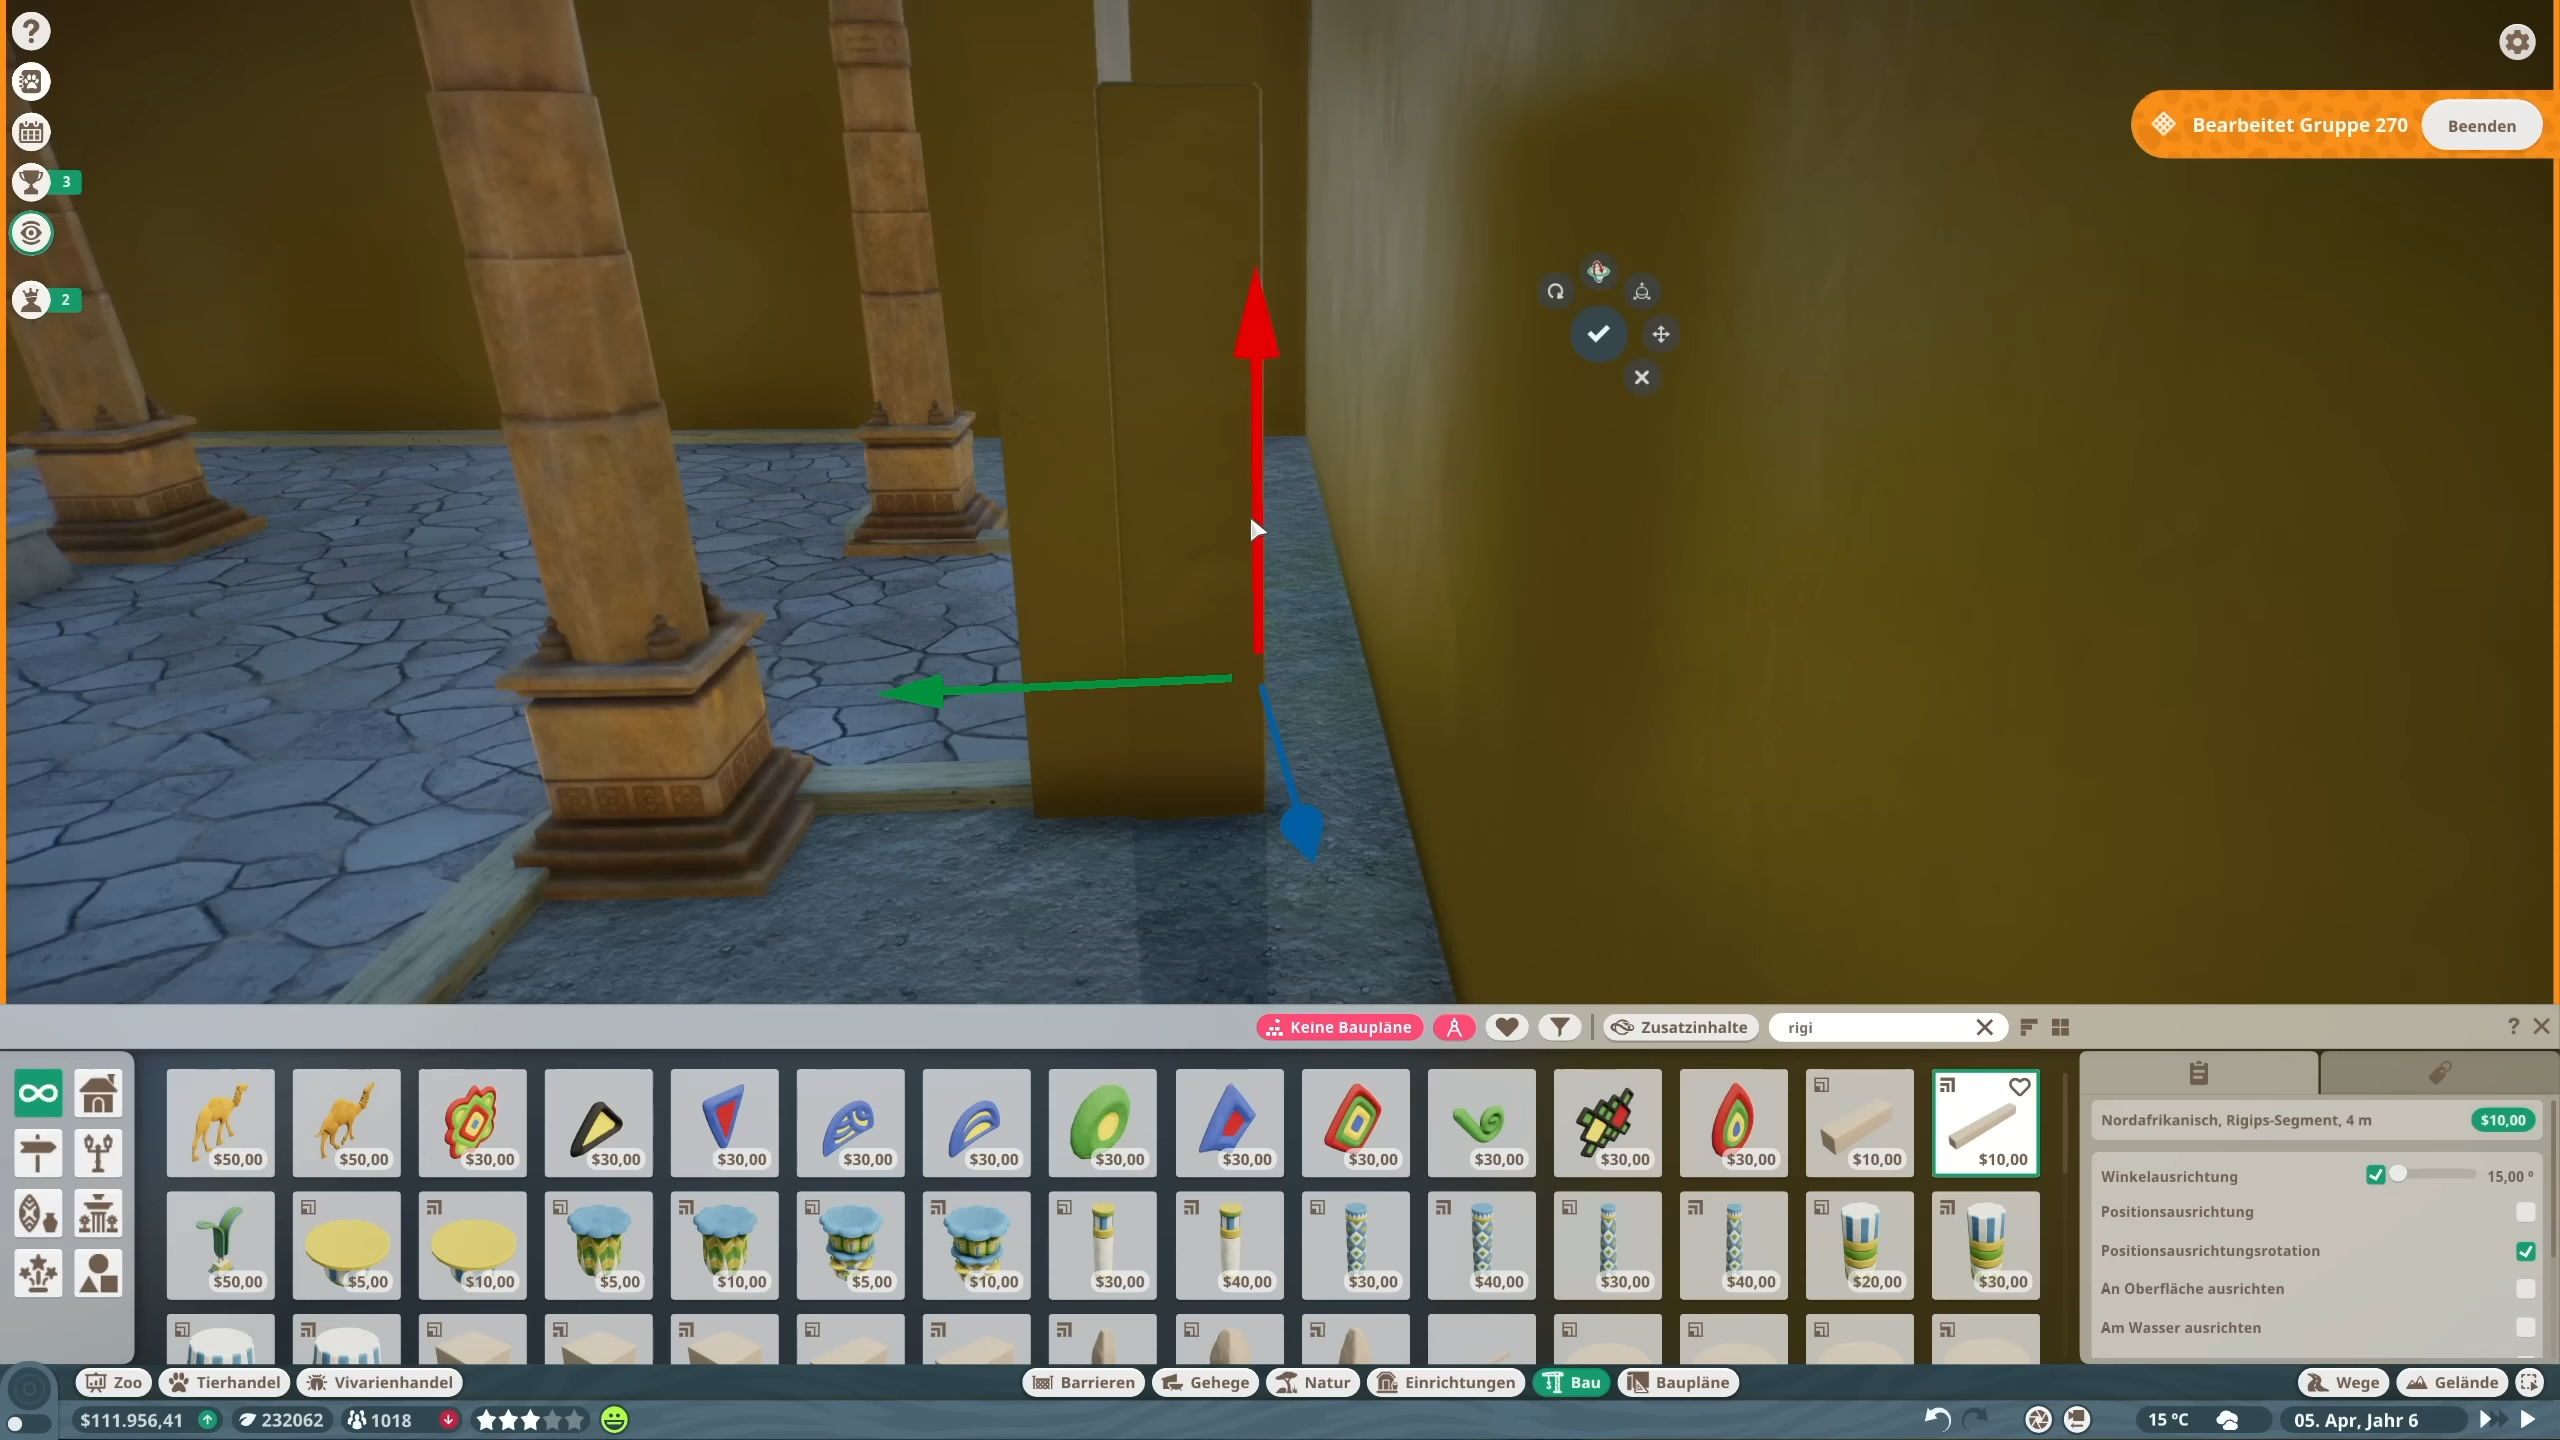 Bearbeitet Gruppe 270
Beenden
3
2
Keine Baupläne
Zusatzinhalte
rigi
?
$50,00 $50,00 $30,00 $30,00 $30,00 $30,00 $30,00 $30,00 $30,00 $30,00 $30,00 $30,00 $30,00 $10,00 $10,00
$50,00 $5,00 $10,00 $5,00 $10,00 $5,00 $10,00 $30,00 $40,00 $30,00 $40,00 $30,00 $40,00 $20,00 $30,00
Nordafrikanisch, Rigips-Segment, 4 m $10,00
Winkelausrichtung 15,00 °
Positionsausrichtung
Positionsausrichtungsrotation
An Oberfläche ausrichten
Am Wasser ausrichten
Zoo Tierhandel Vivarienhandel Barrieren Gehege Natur Einrichtungen Bau Baupläne Wege Gelände
$111.956,41 232062 1018 15 °C 05. Apr, Jahr 6